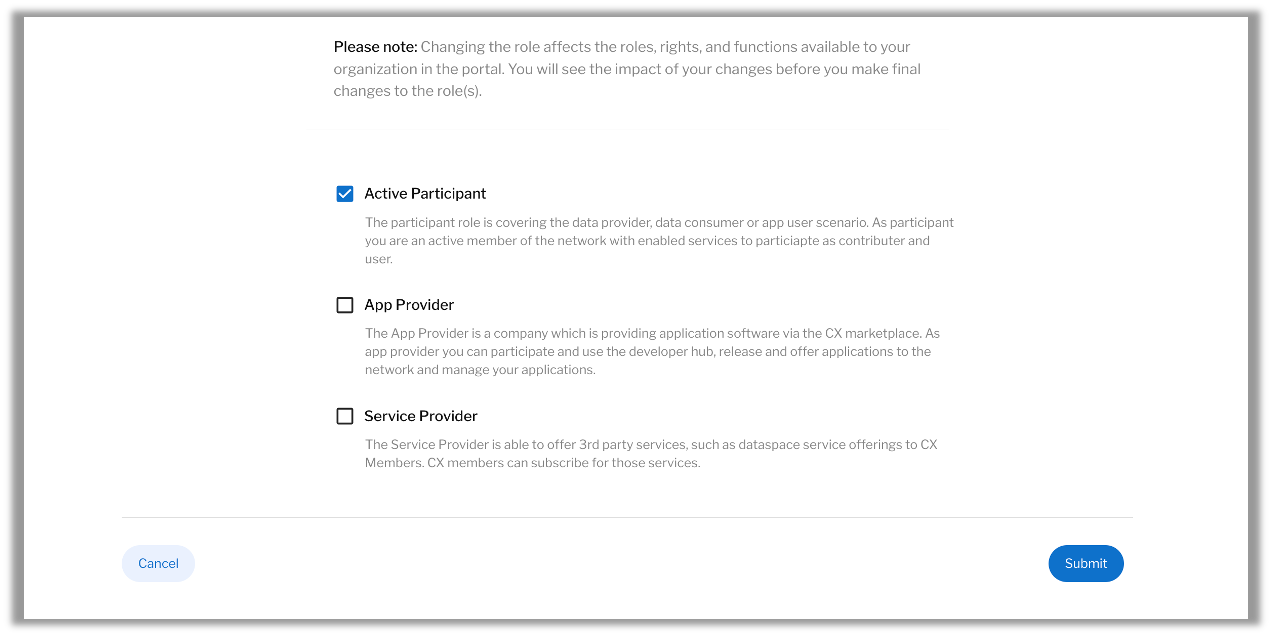 Please note: Changing the role affects the roles, rights, and functions available to your
organization in the portal. You will see the impact of your changes before you make final
changes to the role(s).
Active Participant
The participant role is covering the data provider, data consumer or app user scenario. As participant
you are an active member of the network with enabled services to particiapte as contributer and
user.
App Provider
The App Provider is a company which is providing application software via the CX marketplace. As
app provider you can participate and use the developer hub, release and offer applications to the
network and manage your applications.
Service Provider
The Service Provider is able to offer 3rd party services, such as dataspace service offerings to CX
Members. CX members can subscribe for those services.
Cancel
Submit